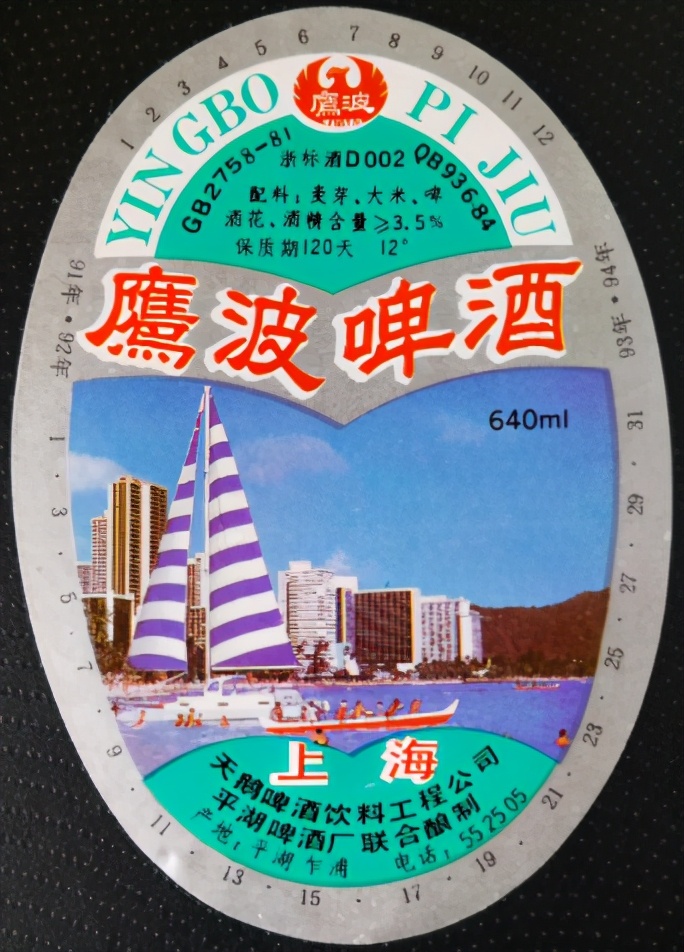 1 2 3 4 5 6 7 8 9 10 11 12
YINGBO PI JIU
鹰波
GB2758-81 浙标酒D002 QB936-84
配料：麦芽、大米、啤
酒花、酒精含量≥3.5%
保质期120天 12°
91年·92年
93年·94年
鹰波啤酒
640ml
1·3·5·7·9·11·13·15·17·19·21·23·25·27·29·31
上海
天鹅啤酒饮料工程公司
平湖啤酒厂联合酿制
产地：平湖乍浦 电话：552505